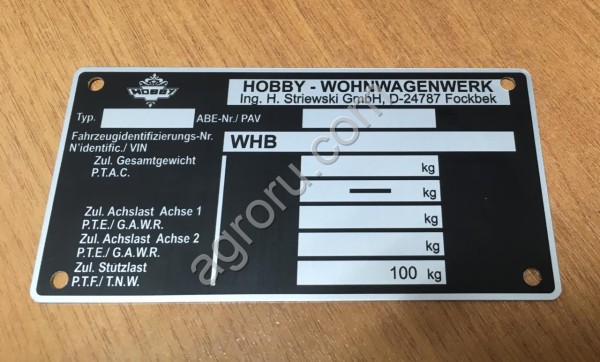 HOBBY
HOBBY - WOHNWAGENWERK
Ing. H. Striewski GmbH, D-24787 Fockbek
Typ. ABE-Nr./ PAV
Fahrzeugidentifizierungs-Nr.
N'identific./ VIN
WHB
Zul. Gesamtgewicht
P.T.A.C.
kg
— kg
Zul. Achslast Achse 1
P.T.E./ G.A.W.R.
kg
Zul. Achslast Achse 2
P.T.E./ G.A.W.R.
kg
Zul. Stützlast
P.T.F./ T.N.W.
100 kg
agroru.com